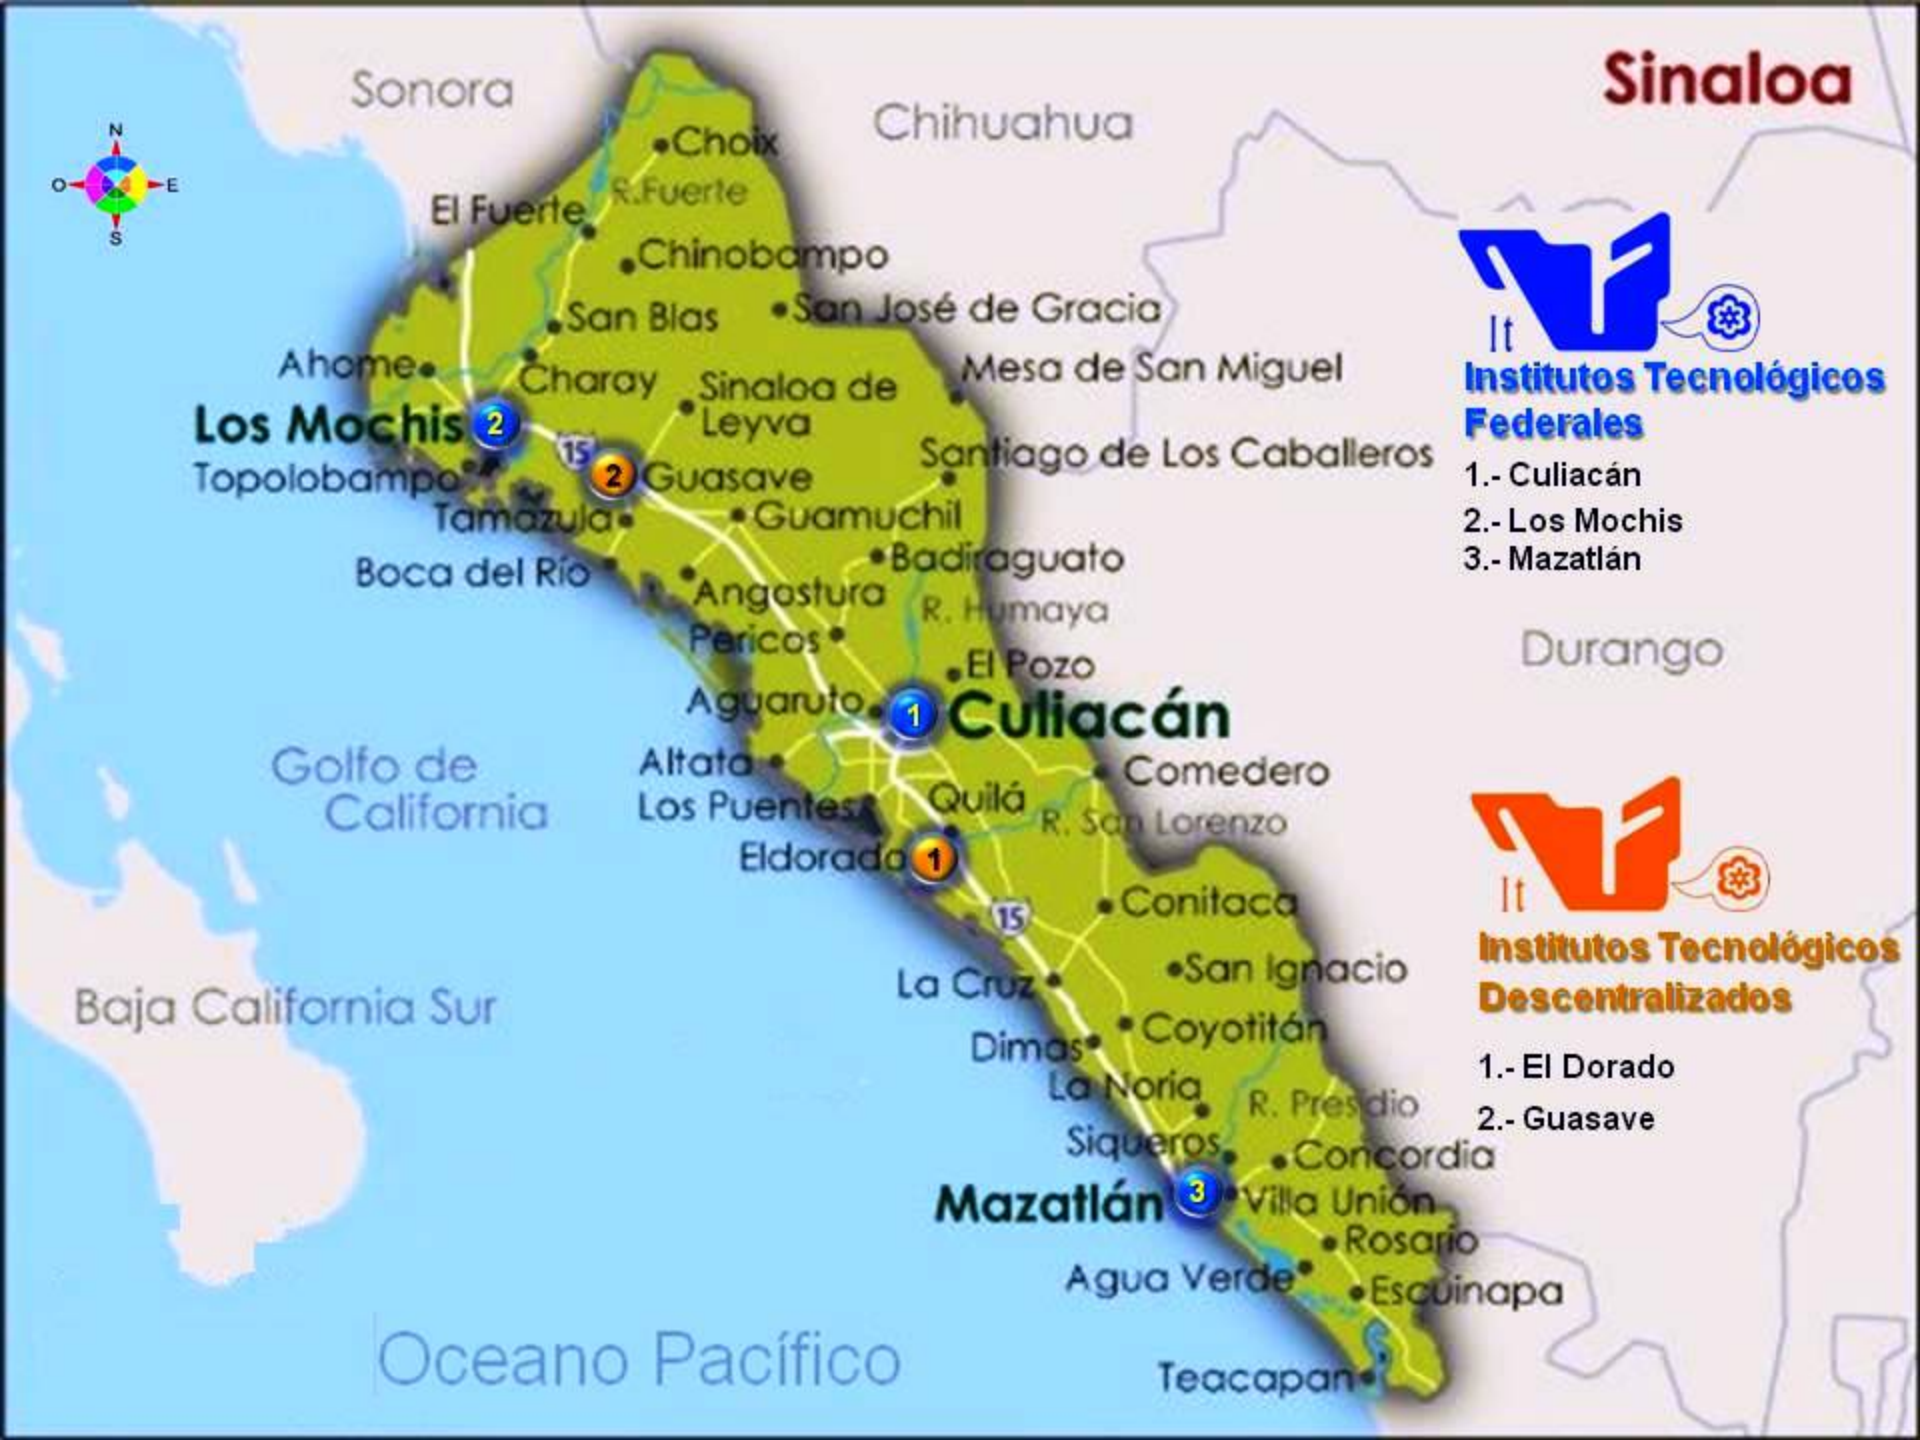 Sinaloa
Sonora
Chihuahua
N
O
E
S
Choix
R.Fuerte
El Fuerte
Chinobampo
San José de Gracia
San Blas
Ahome
Charay
Mesa de San Miguel
Sinaloa de
Leyva
Los Mochis
2
15
Santiago de Los Caballeros
Topolobampo
2
Guasave
Tamazula
Guamuchil
Boca del Río
Badiraguato
Angostura
R. Humaya
Pericos
El Pozo
Aguaruto
1
Culiacán
Altata
Comedero
Los Puentes
Quilá
R. San Lorenzo
Eldorado
1
15
Conitaca
La Cruz
San Ignacio
Dimas
Coyotitán
La Noria
R. Presidio
Siqueros
Concordia
Mazatlán
3
Villa Unión
Rosario
Agua Verde
Escuinapa
Teacapan
Golfo de
California
Baja California Sur
Oceano Pacífico
Durango
It
Institutos Tecnológicos
Federales
1.- Culiacán
2.- Los Mochis
3.- Mazatlán
It
Institutos Tecnológicos
Descentralizados
1.- El Dorado
2.- Guasave